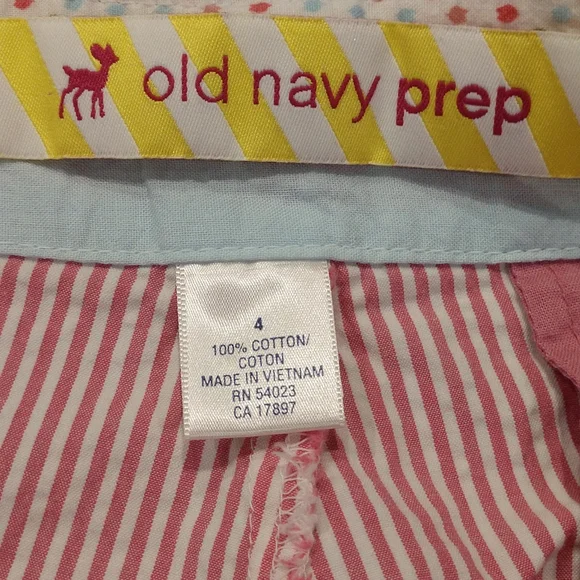 old navy prep
4
100% COTTON/
COTON
MADE IN VIETNAM
RN 54023
CA 17897